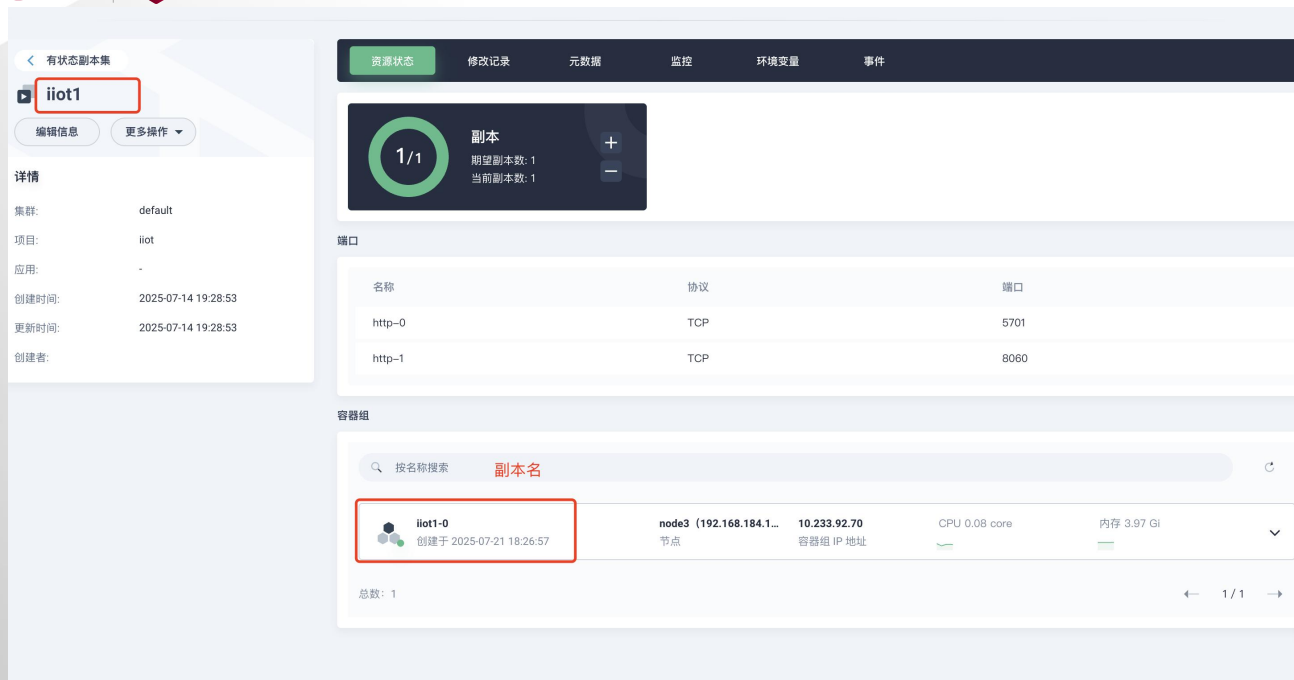 有状态副本集
iiot1
编辑信息 更多操作
详情
集群: default
项目: iiot
应用: -
创建时间: 2025-07-14 19:28:53
更新时间: 2025-07-14 19:28:53
创建者:
资源状态 修改记录 元数据 监控 环境变量 事件
1/1
副本
期望副本数: 1
当前副本数: 1
端口
名称 协议 端口
http-0 TCP 5701
http-1 TCP 8060
容器组
按名称搜索 副本名
iiot1-0 node3（192.168.184.1... 10.233.92.70 CPU 0.08 core 内存 3.97 Gi
创建于 2025-07-21 18:26:57 节点 容器组 IP 地址
总数: 1 1 / 1